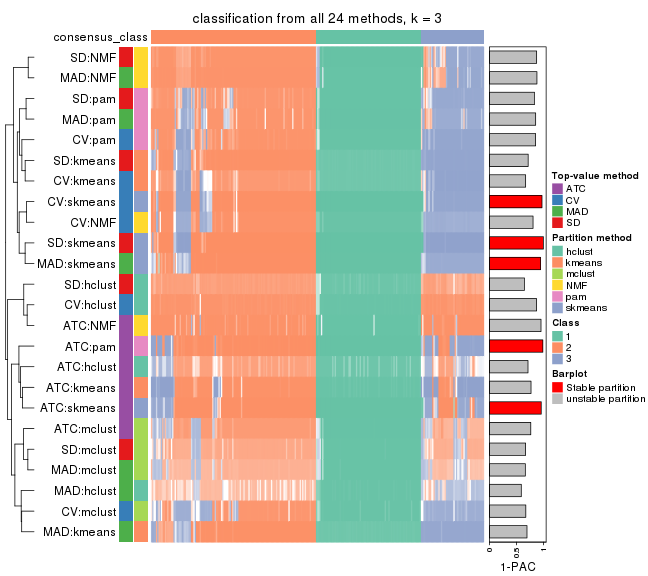 classification from all 24 methods, k = 3
consensus_class
SD:NMF
MAD:NMF
SD:pam
MAD:pam
CV:pam
SD:kmeans
CV:kmeans
CV:skmeans
CV:NMF
SD:skmeans
MAD:skmeans
SD:hclust
CV:hclust
ATC:NMF
ATC:pam
ATC:hclust
ATC:kmeans
ATC:skmeans
ATC:mclust
SD:mclust
MAD:mclust
MAD:hclust
CV:mclust
MAD:kmeans
0
0.5
1
1-PAC
Top-value method
ATC
CV
MAD
SD
Partition method
hclust
kmeans
mclust
NMF
pam
skmeans
Class
1
2
3
Barplot
Stable partition
unstable partition